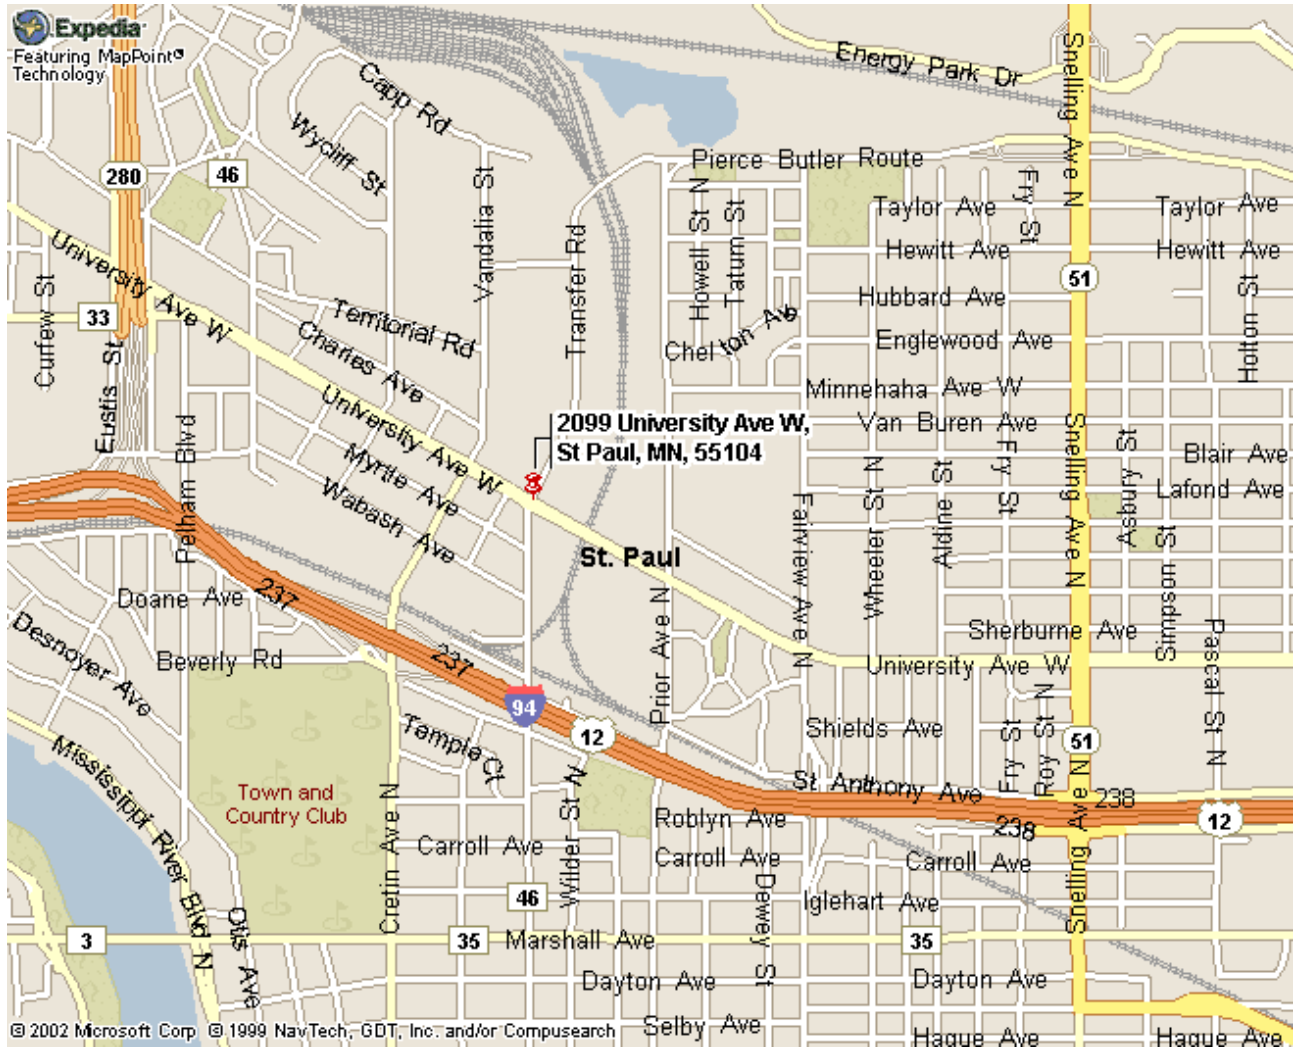 Expedia
Featuring MapPoint®
Technology
Energy Park Dr
Snelling Ave N
Capp Rd
Wycliff St
Pierce Butler Route
280
46
Vandalia St
Howell St N
Tatum St
Fry St
Taylor Ave
Taylor Ave
Hewitt Ave
Hewitt Ave
University Ave W
Transfer Rd
51
Curfew St
Hubbard Ave
Holton St
33
Territorial Rd
Charles Ave
Chelton Ave
Englewood Ave
Eustis St
Minnehaha Ave W
University Ave W
2099 University Ave W,
St Paul, MN, 55104
Van Buren Ave
Pelham Blvd
Myrtle Ave
Wabash Ave
Snelling Ave N
Fry St
Asbury St
Blair Ave
Lafond Ave
Fairview Ave N
Wheeler St N
Aldine St
Simpson St
St. Paul
237
Doane Ave
Desnoyer Ave
Beverly Rd
237
Prior Ave N
Sherburne Ave
University Ave W
Pascal St N
94
12
Temple Ct
Shields Ave
Fry St
Roy St N
51
Mississippi River Blvd N
Town and
Country Club
Cretin Ave N
Wilder St N
St Anthony Ave
238
238
12
Roblyn Ave
Carroll Ave
Carroll Ave
Carroll Ave
Snelling Ave N
46
Dewey St
Iglehart Ave
Otis Ave
3
35
Marshall Ave
35
Dayton Ave
Dayton Ave
© 2002 Microsoft Corp © 1999 NavTech, GDT, Inc. and/or Compusearch
Selby Ave
Hague Ave
Hague Ave